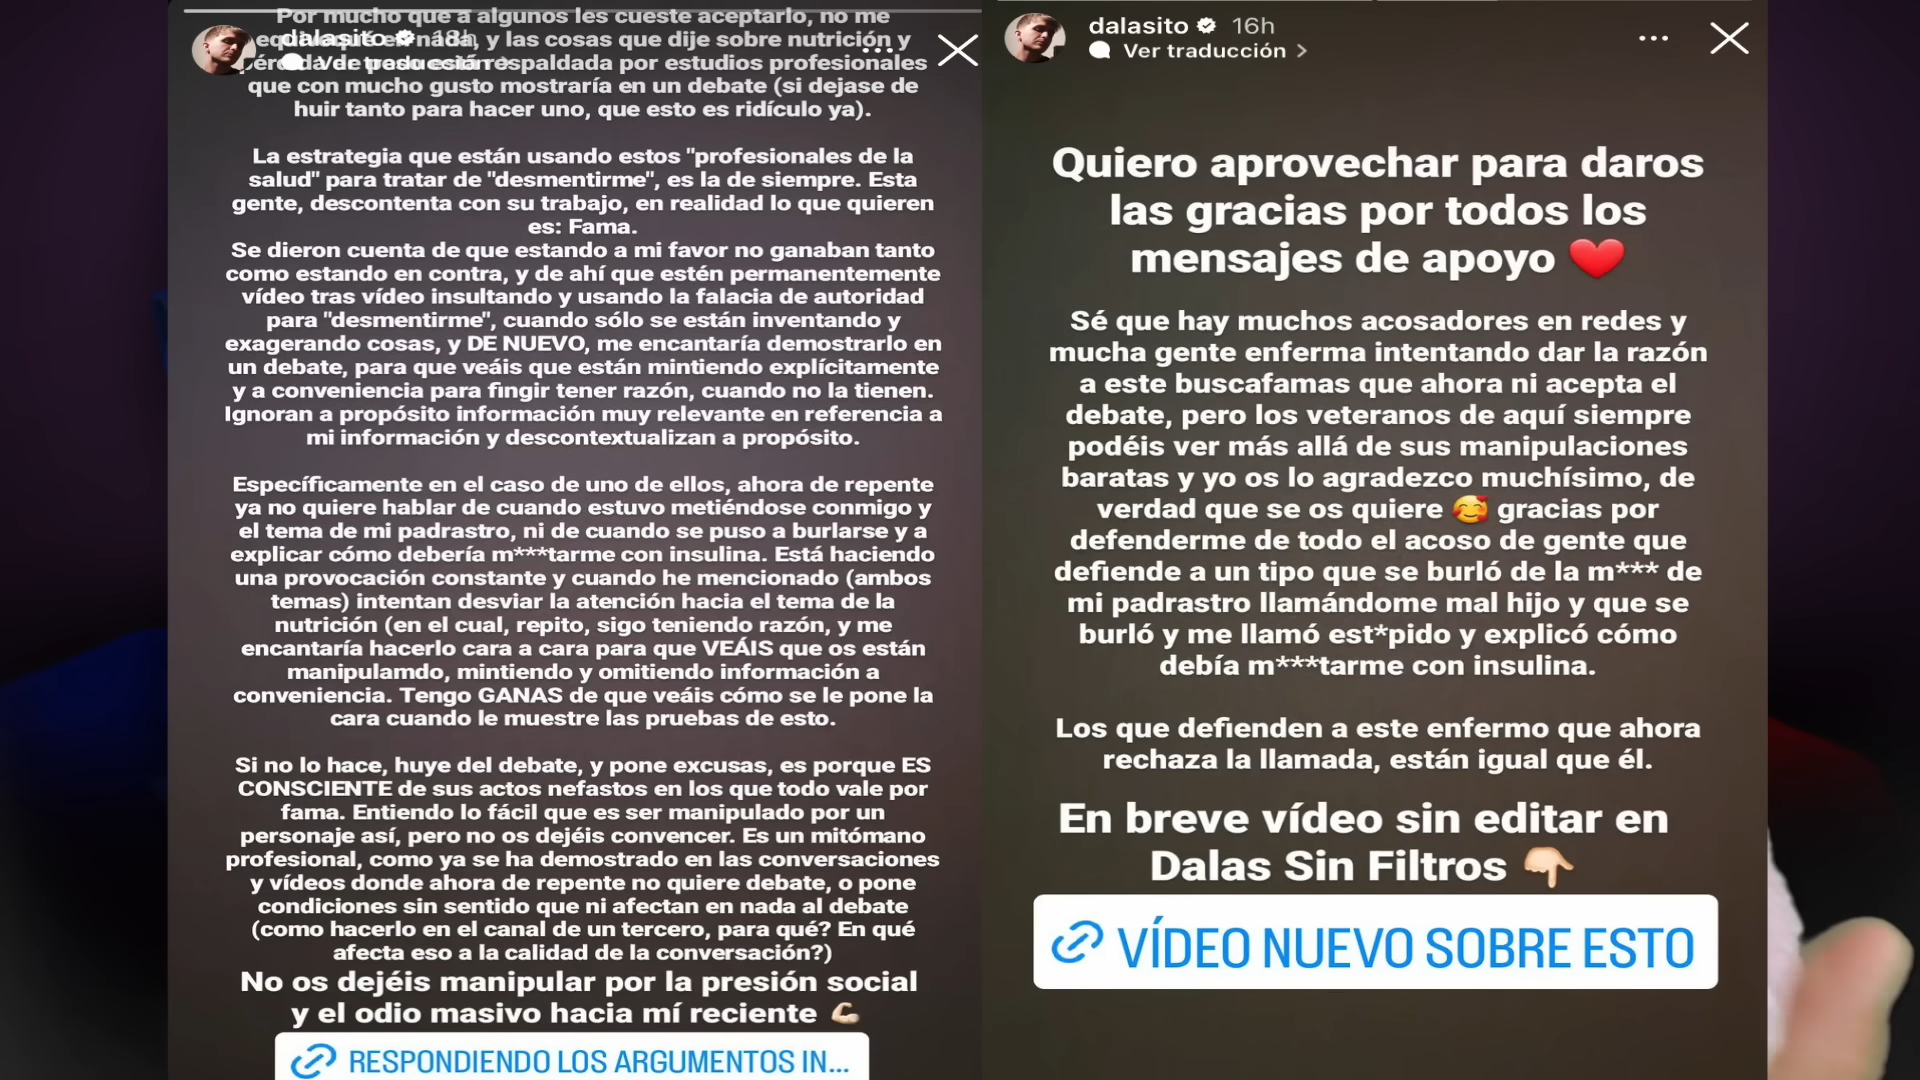 Por mucho que a algunos les cueste aceptarlo, no me
dalasito 18h
equivoqué en nada, y las cosas que dije sobre nutrición y
Ver traducción >
pérdida de peso está respaldada por estudios profesionales
que con mucho gusto mostraría en un debate (si dejase de
huir tanto para hacer uno, que esto es ridículo ya).
La estrategia que están usando estos "profesionales de la
salud" para tratar de "desmentirme", es la de siempre. Esta
gente, descontenta con su trabajo, en realidad lo que quieren
es: Fama.
Se dieron cuenta de que estando a mi favor no ganaban tanto
como estando en contra, y de ahí que estén permanentemente
vídeo tras vídeo insultando y usando la falacia de autoridad
para "desmentirme", cuando sólo se están inventando y
exagerando cosas, y DE NUEVO, me encantaría demostrarlo en
un debate, para que veáis que están mintiendo explícitamente
y a conveniencia para fingir tener razón, cuando no la tienen.
Ignoran a propósito información muy relevante en referencia a
mi información y descontextualizan a propósito.
Específicamente en el caso de uno de ellos, ahora de repente
ya no quiere hablar de cuando estuvo metiéndose conmigo y
el tema de mi padrastro, ni de cuando se puso a burlarse y a
explicar cómo debería m***tarme con insulina. Está haciendo
una provocación constante y cuando he mencionado (ambos
temas) intentan desviar la atención hacia el tema de la
nutrición (en el cual, repito, sigo teniendo razón, y me
encantaría hacerlo cara a cara para que VEÁIS que os están
manipulamdo, mintiendo y omitiendo información a
conveniencia. Tengo GANAS de que veáis cómo se le pone la
cara cuando le muestre las pruebas de esto.
Si no lo hace, huye del debate, y pone excusas, es porque ES
CONSCIENTE de sus actos nefastos en los que todo vale por
fama. Entiendo lo fácil que es ser manipulado por un
personaje así, pero no os dejéis convencer. Es un mitómano
profesional, como ya se ha demostrado en las conversaciones
y vídeos donde ahora de repente no quiere debate, o pone
condiciones sin sentido que ni afectan en nada al debate
(como hacerlo en el canal de un tercero, para qué? En qué
afecta eso a la calidad de la conversación?)
No os dejéis manipular por la presión social
y el odio masivo hacia mí reciente 💪🏻
RESPONDIENDO LOS ARGUMENTOS IN...
dalasito 16h
Ver traducción >
Quiero aprovechar para daros
las gracias por todos los
mensajes de apoyo ❤️
Sé que hay muchos acosadores en redes y
mucha gente enferma intentando dar la razón
a este buscafamas que ahora ni acepta el
debate, pero los veteranos de aquí siempre
podéis ver más allá de sus manipulaciones
baratas y yo os lo agradezco muchísimo, de
verdad que se os quiere 🥰 gracias por
defenderme de todo el acoso de gente que
defiende a un tipo que se burló de la m*** de
mi padrastro llamándome mal hijo y que se
burló y me llamó est*pido y explicó cómo
debía m***tarme con insulina.
Los que defienden a este enfermo que ahora
rechaza la llamada, están igual que él.
En breve vídeo sin editar en
Dalas Sin Filtros 👇🏻
VÍDEO NUEVO SOBRE ESTO